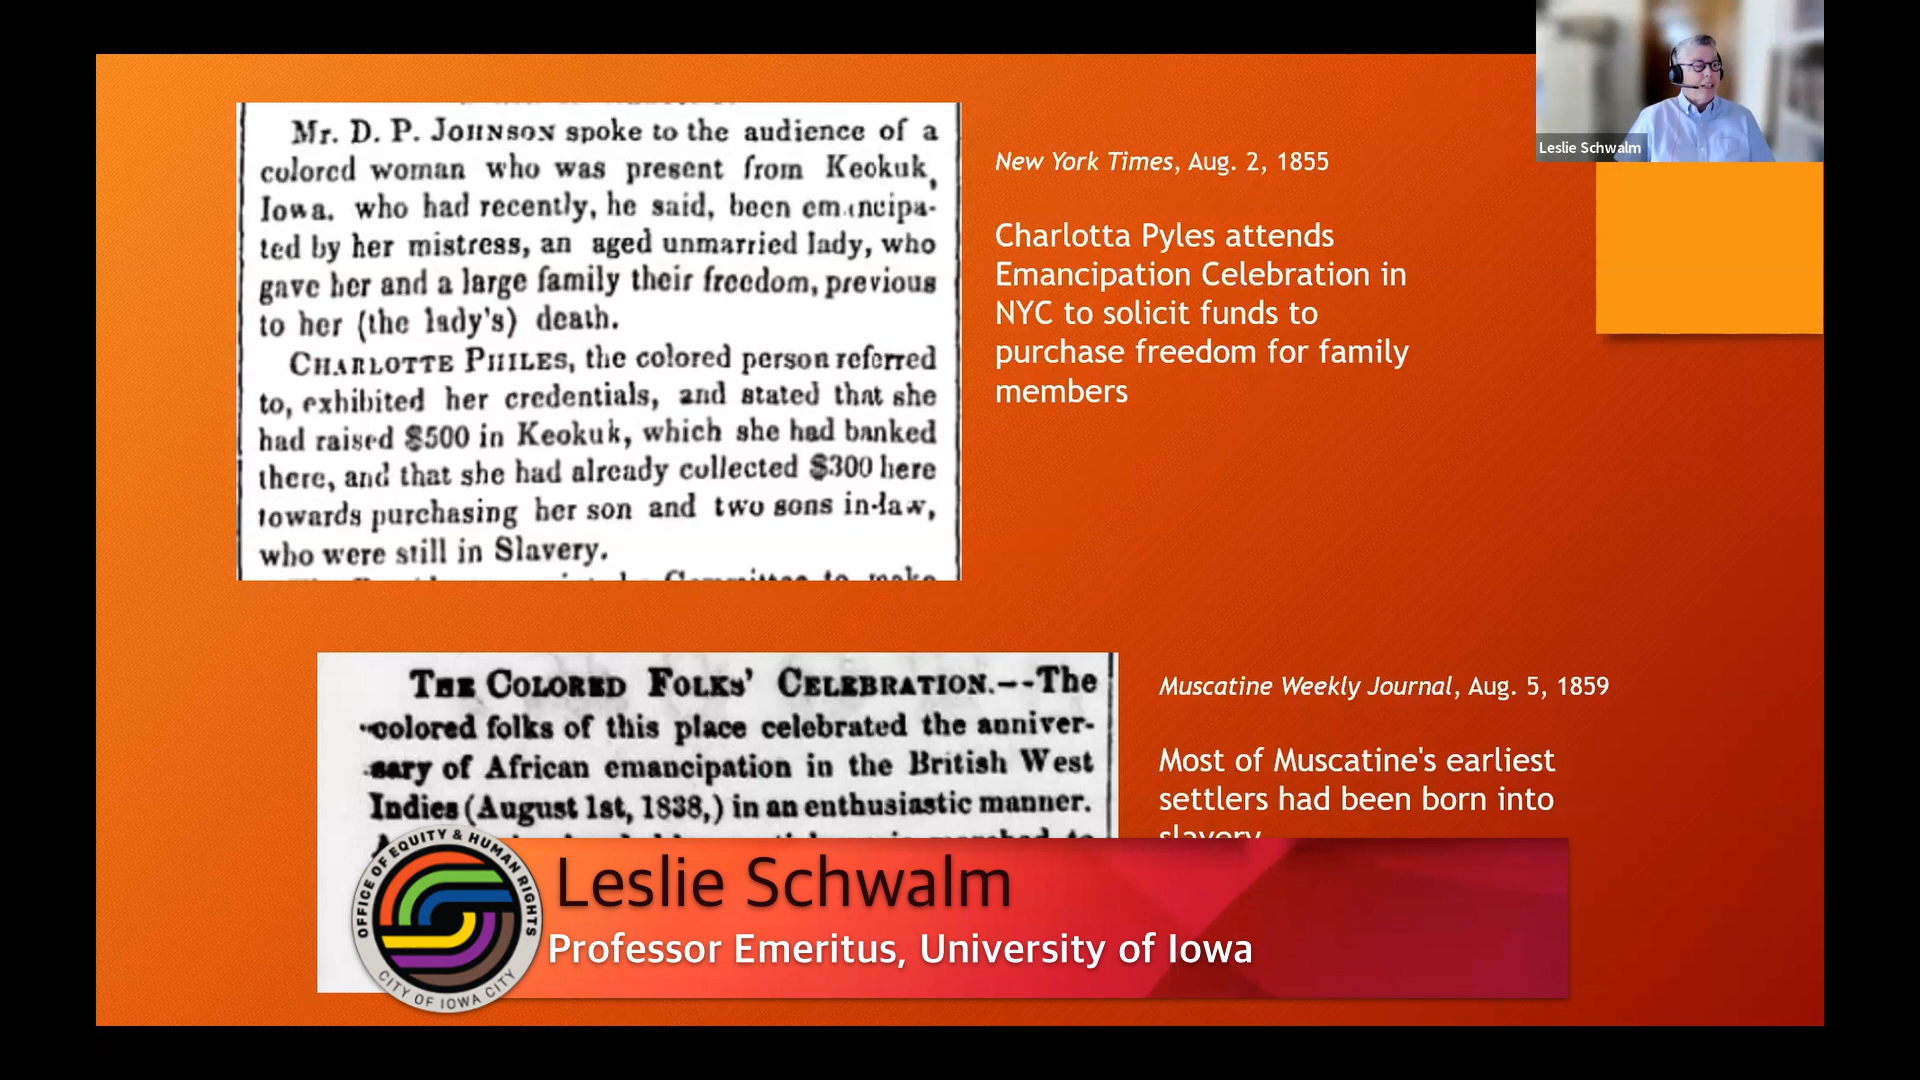 Mr. D. P. JOHNSON spoke to the audience of a
colored woman who was present from Keokuk,
Iowa, who had recently, he said, been emancipa-
ted by her mistress, an aged unmarried lady, who
gave her and a large family their freedom, previous
to her (the lady's) death.
CHARLOTTE PHILES, the colored person referred
to, exhibited her credentials, and stated that she
had raised $500 in Keokuk, which she had banked
there, and that she had already collected $300 here
towards purchasing her son and two sons in-law,
who were still in Slavery.
Committee to make
New York Times, Aug. 2, 1855
Charlotta Pyles attends
Emancipation Celebration in
NYC to solicit funds to
purchase freedom for family
members
Leslie Schwalm
THE COLORED FOLKS' CELEBRATION.--The
colored folks of this place celebrated the anniver-
sary of African emancipation in the British West
Indies (August 1st, 1838,) in an enthusiastic manner.
marched to
Muscatine Weekly Journal, Aug. 5, 1859
Most of Muscatine's earliest
settlers had been born into
slavery
OFFICE OF EQUITY & HUMAN RIGHTS
CITY OF IOWA CITY
Leslie Schwalm
Professor Emeritus, University of Iowa